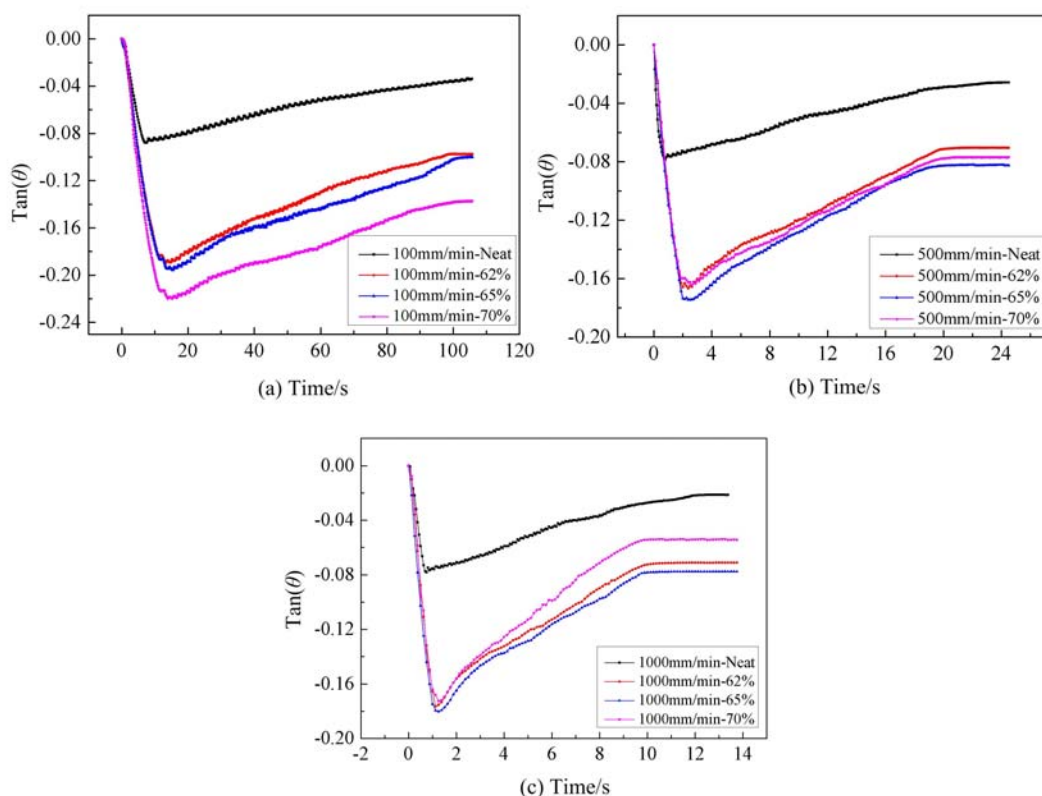 0.00
-0.04
-0.08
-0.12
-0.16
-0.20
-0.24
Tan(θ)
100mm/min-Neat
100mm/min-62%
100mm/min-65%
100mm/min-70%
0 20 40 60 80 100 120
(a) Time/s
0.00
-0.04
-0.08
-0.12
-0.16
-0.20
Tan(θ)
500mm/min-Neat
500mm/min-62%
500mm/min-65%
500mm/min-70%
0 4 8 12 16 20 24
(b) Time/s
0.00
-0.04
-0.08
-0.12
-0.16
-0.20
Tan(θ)
1000mm/min-Neat
1000mm/min-62%
1000mm/min-65%
1000mm/min-70%
-2 0 2 4 6 8 10 12 14
(c) Time/s